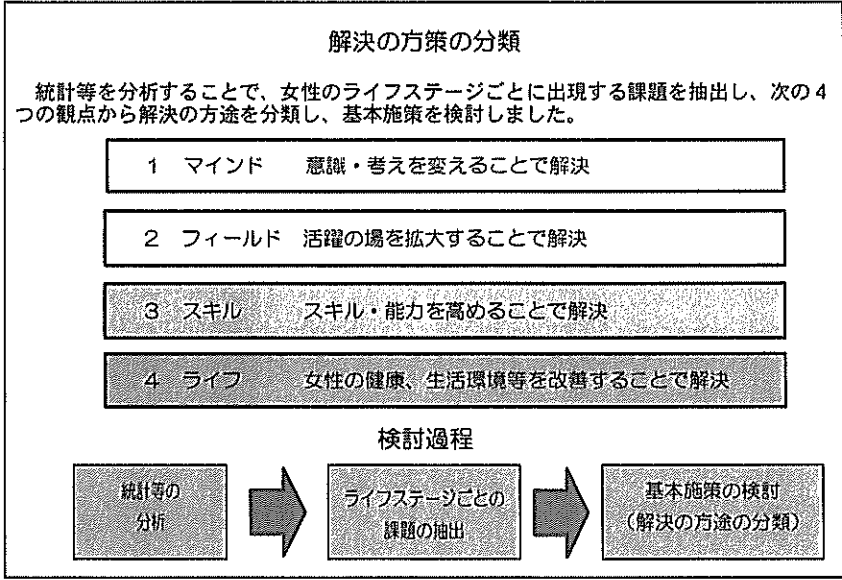 解決の方策の分類
統計等を分析することで、女性のライフステージごとに出現する課題を抽出し、次の4
つの観点から解決の方途を分類し、基本施策を検討しました。
1 マインド 意識・考えを変えることで解決
2 フィールド 活躍の場を拡大することで解決
3 スキル スキル・能力を高めることで解決
4 ライフ 女性の健康、生活環境等を改善することで解決
検討過程
統計等の
分析
ライフステージごとの
課題の抽出
基本施策の検討
(解決の方途の分類)